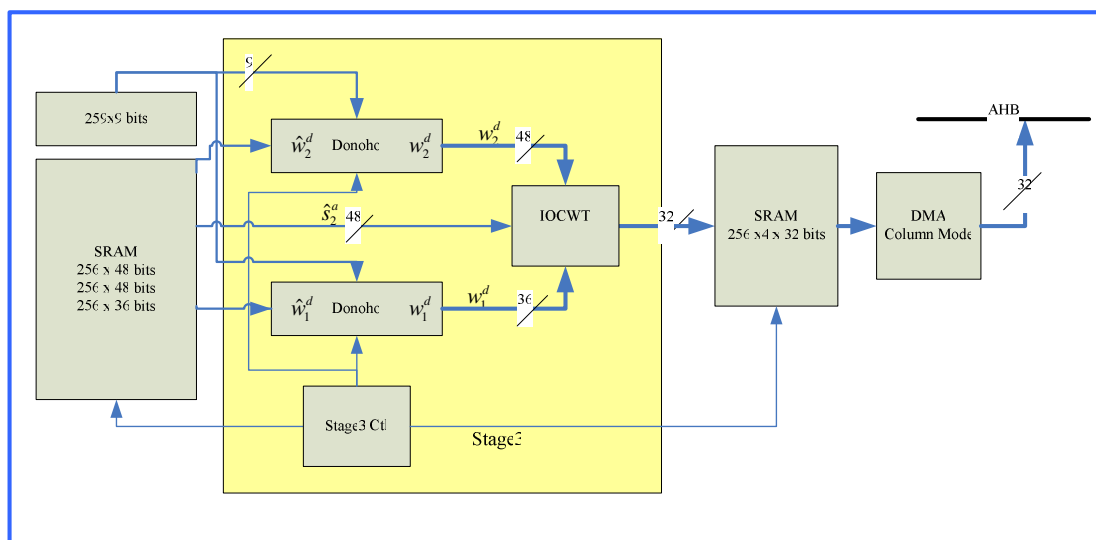 9
259x9 bits
AHB
ŵ₂ᵈ Donoho w₂ᵈ
w₂ᵈ
48
32
SRAM
256 x 48 bits
256 x 48 bits
256 x 36 bits
ŝ₂ᵃ
48
IOCWT
32
SRAM
256 x4 x 32 bits
DMA
Column Mode
ŵ₁ᵈ Donoho w₁ᵈ
w₁ᵈ
36
Stage3 Ctl
Stage3